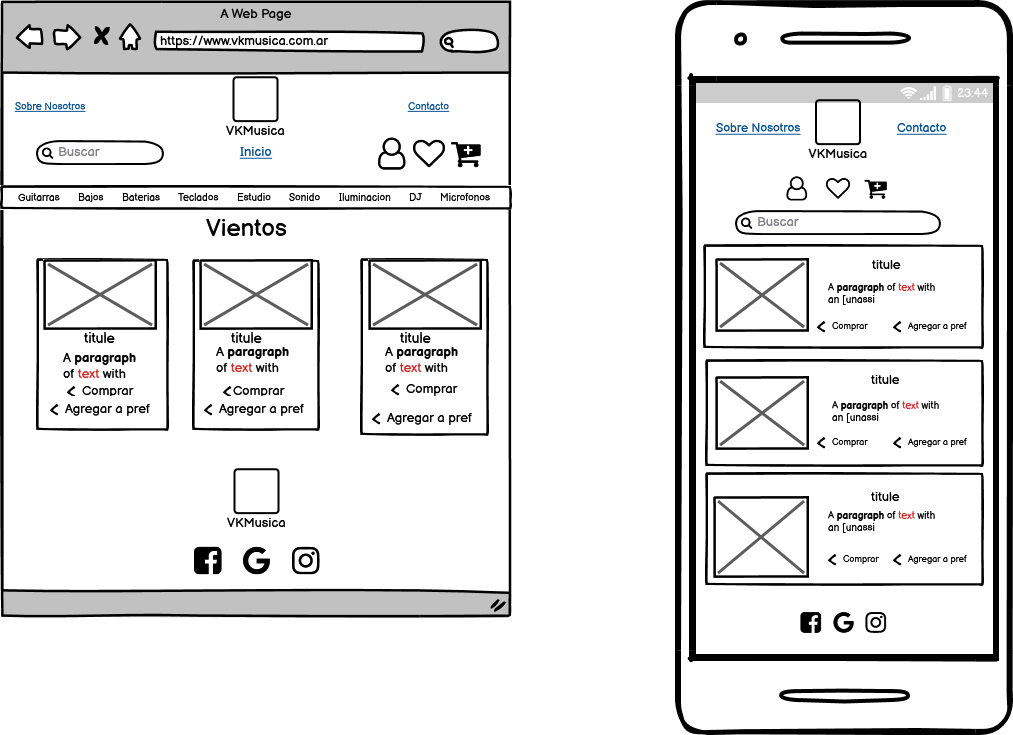 A Web Page
https://www.vkmusica.com.ar
Sobre Nosotros
Contacto
VKMusica
Buscar
Inicio
Guitarras Bajos Baterias Teclados Estudio Sonido Iluminacion DJ Microfonos
Vientos
titule
A paragraph
of text with
Comprar
Agregar a pref
titule
A paragraph
of text with
Comprar
Agregar a pref
titule
A paragraph
of text with
Comprar
Agregar a pref
VKMusica
23:44
Sobre Nosotros
Contacto
VKMusica
Buscar
titule
A paragraph of text with
an [unassi
Comprar
Agregar a pref
titule
A paragraph of text with
an [unassi
Comprar
Agregar a pref
titule
A paragraph of text with
an [unassi
Comprar
Agregar a pref